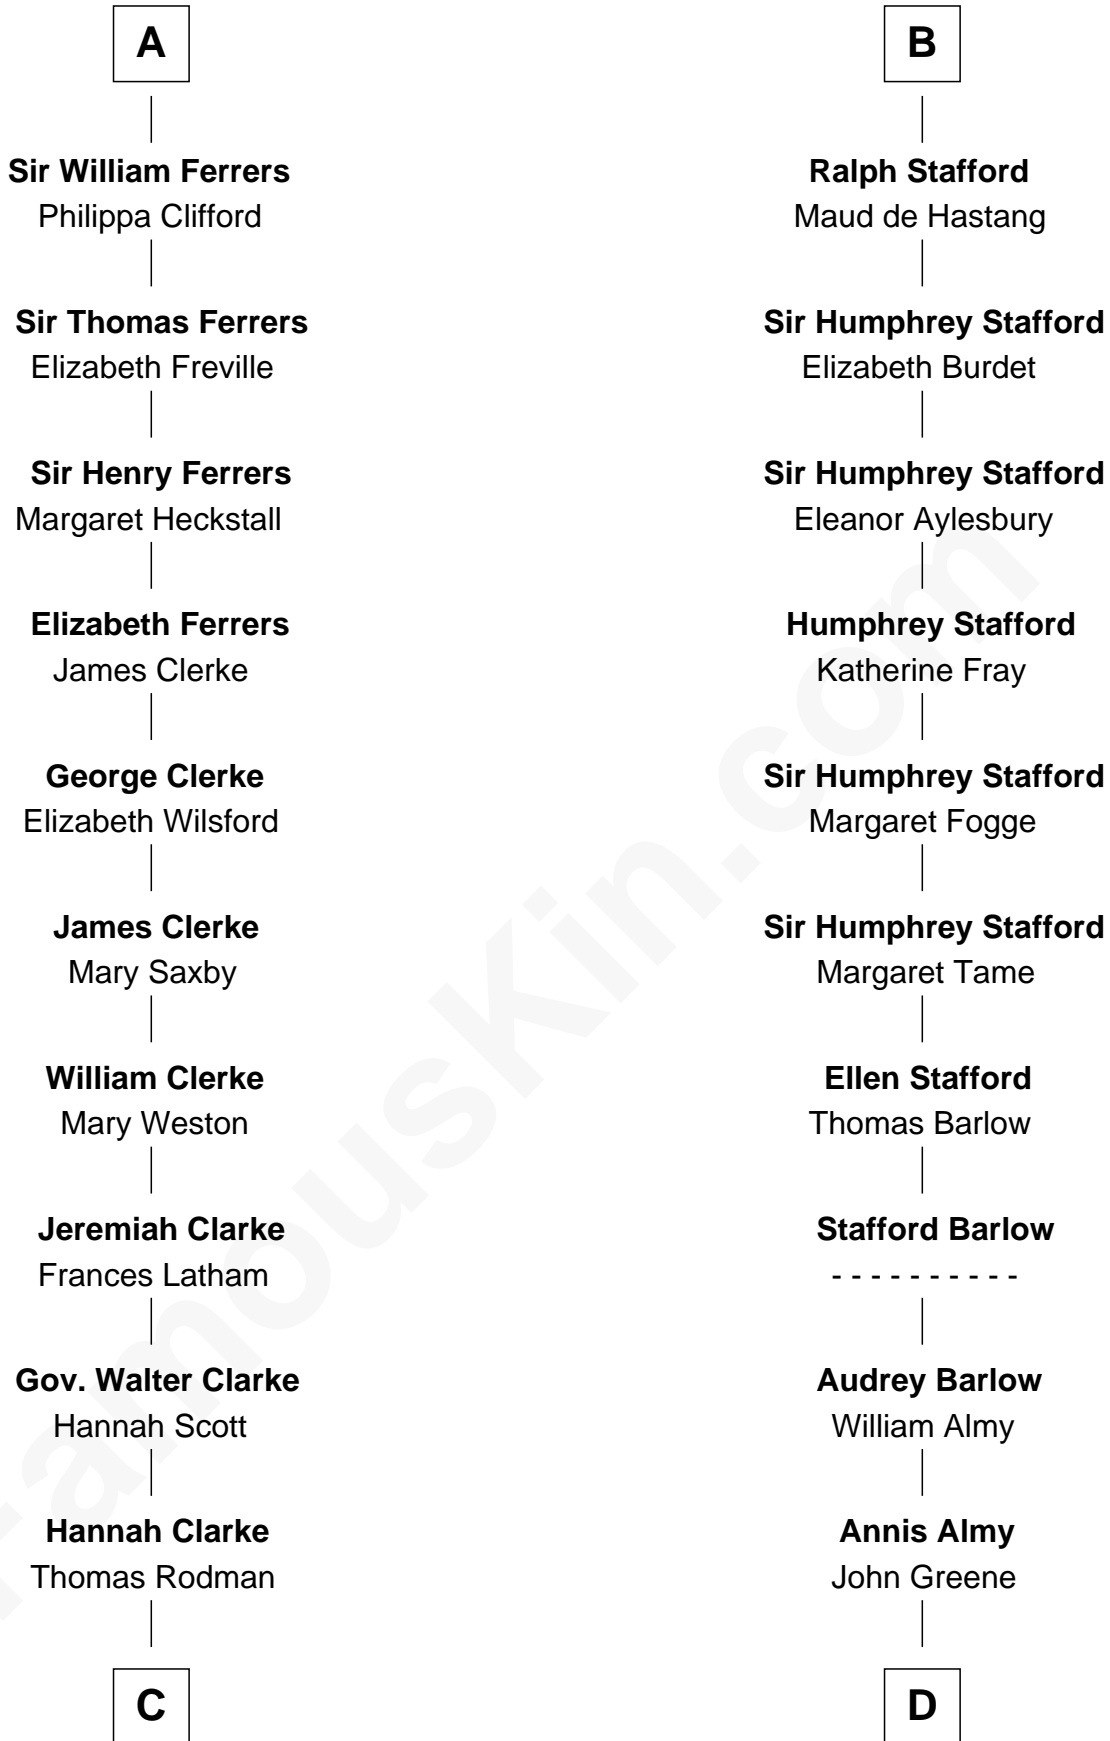 A
Sir William Ferrers
Philippa Clifford
Sir Thomas Ferrers
Elizabeth Freville
Sir Henry Ferrers
Margaret Heckstall
Elizabeth Ferrers
James Clerke
George Clerke
Elizabeth Wilsford
James Clerke
Mary Saxby
William Clerke
Mary Weston
Jeremiah Clarke
Frances Latham
Gov. Walter Clarke
Hannah Scott
Hannah Clarke
Thomas Rodman
C
B
Ralph Stafford
Maud de Hastang
Sir Humphrey Stafford
Elizabeth Burdet
Sir Humphrey Stafford
Eleanor Aylesbury
Humphrey Stafford
Katherine Fray
Sir Humphrey Stafford
Margaret Fogge
Sir Humphrey Stafford
Margaret Tame
Ellen Stafford
Thomas Barlow
Stafford Barlow
- - - - - - - - - -
Audrey Barlow
William Almy
Annis Almy
John Greene
D
FamousKin.com